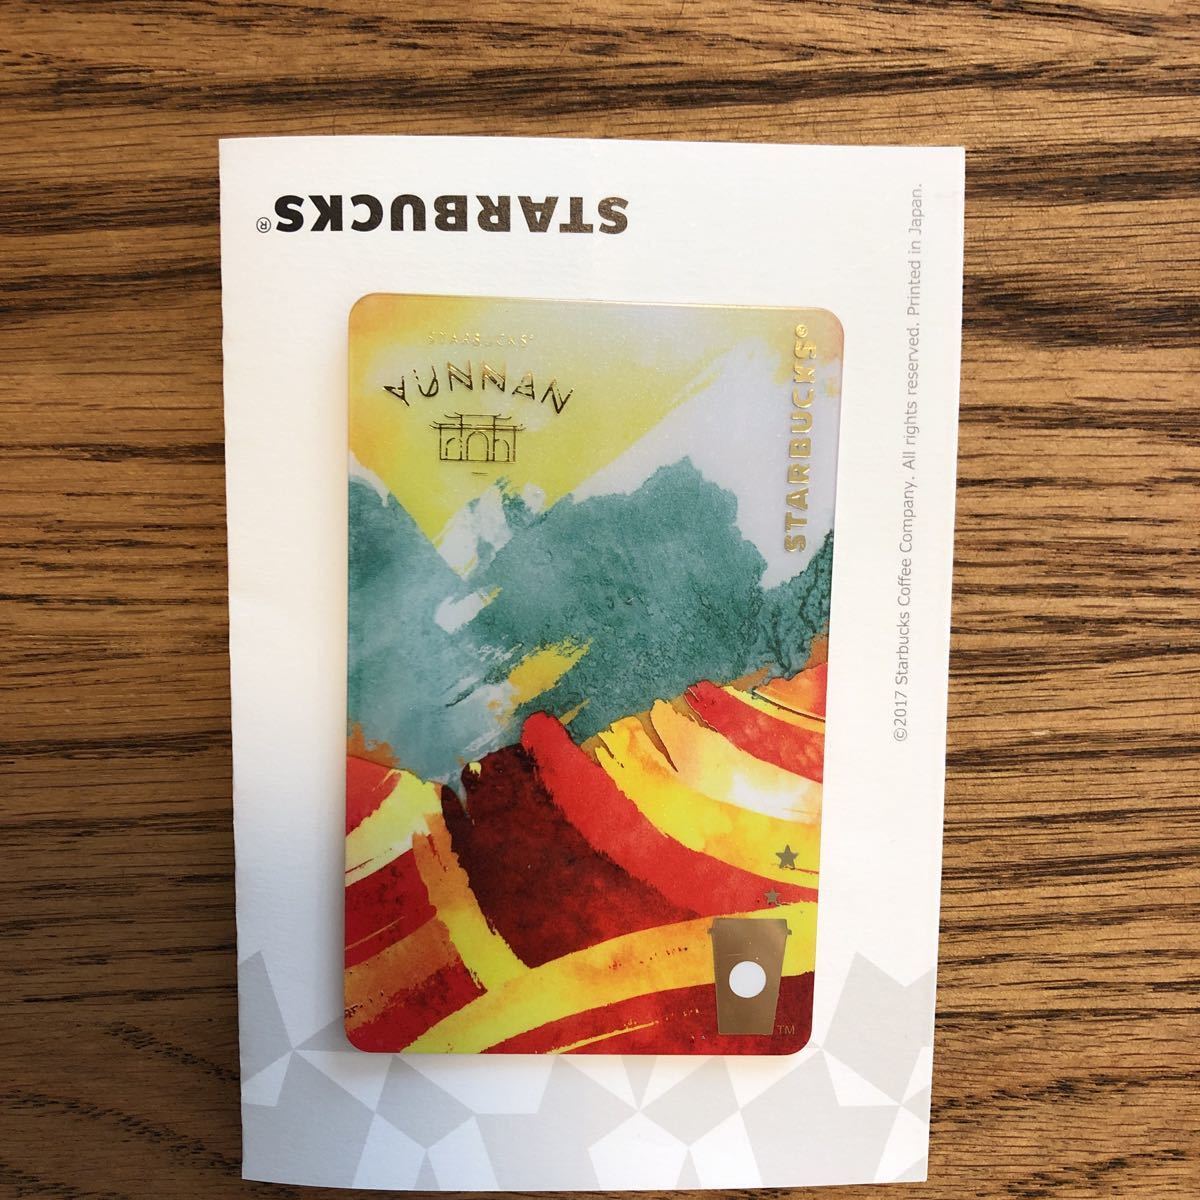 STARBUCKS®
©2017 Starbucks Coffee Company. All rights reserved. Printed in Japan.
STARBUCKS®
YUNNAN
STARBUCKS®
TM